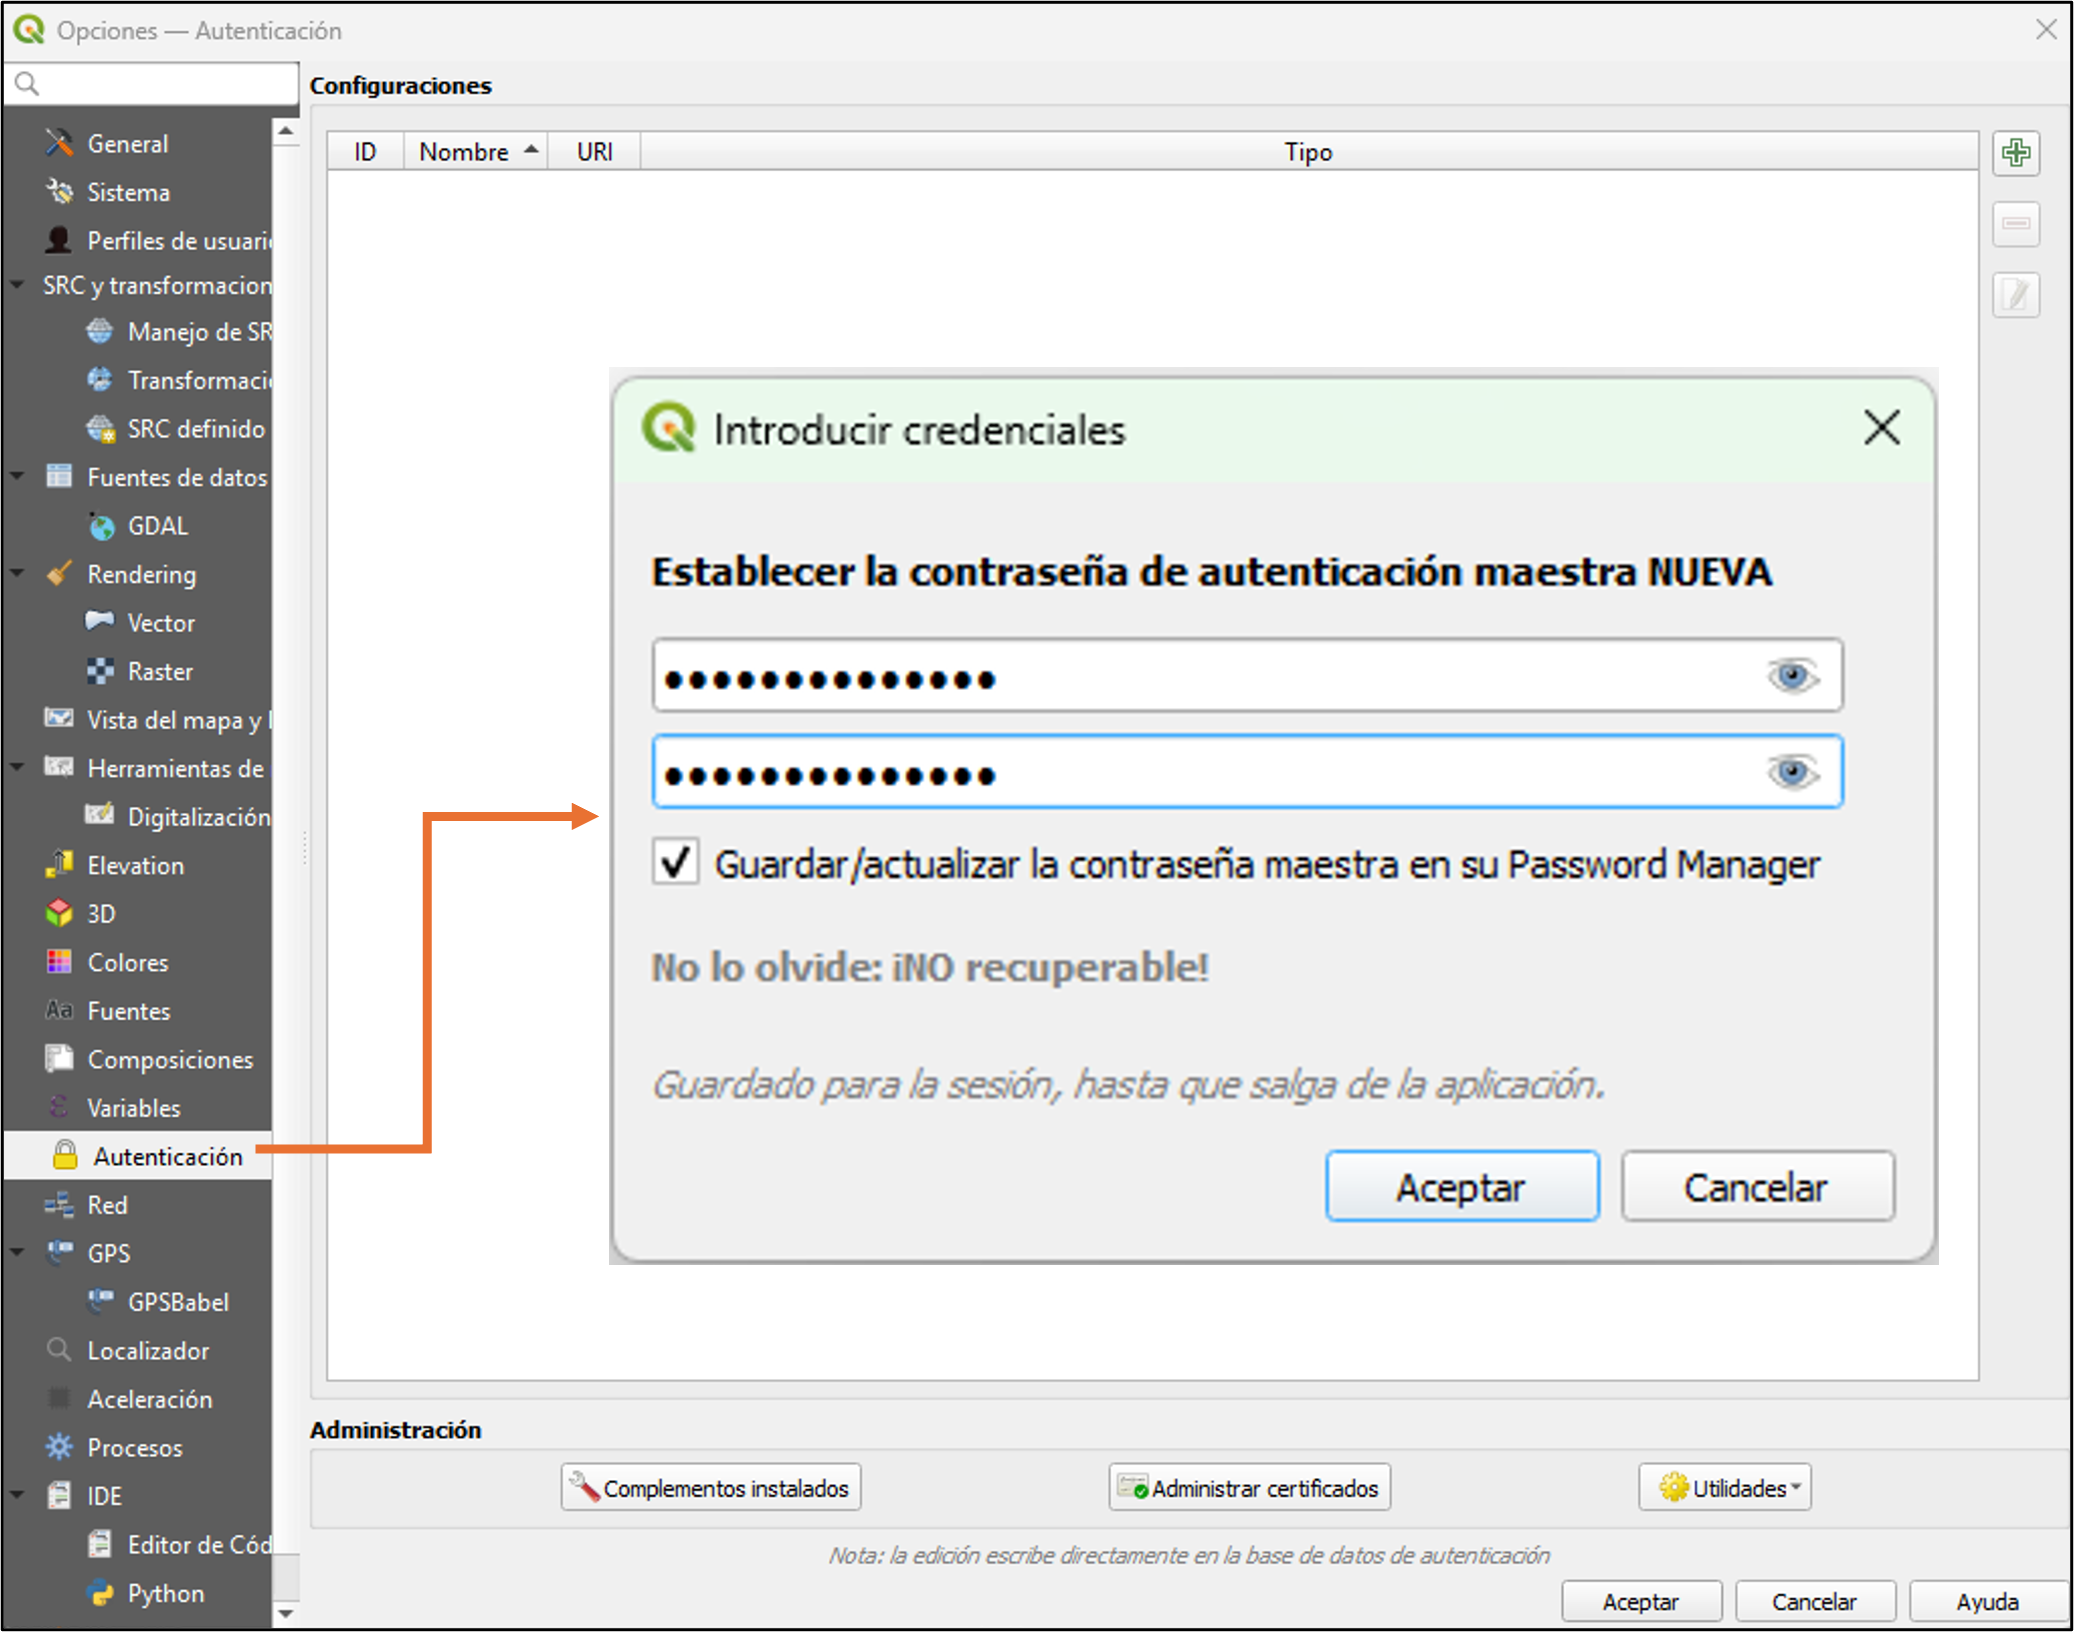 Opciones — Autenticación
Configuraciones
General
Sistema
Perfiles de usuari
SRC y transformacion
Manejo de SR
Transformaci
SRC definido
Fuentes de datos
GDAL
Rendering
Vector
Raster
Vista del mapa y
Herramientas de
Digitalización
Elevation
3D
Colores
Aa Fuentes
Composiciones
ε Variables
Autenticación
Red
GPS
GPSBabel
Localizador
Aceleración
Procesos
IDE
Editor de Cód
Python
ID Nombre URI Tipo
Introducir credenciales
Establecer la contraseña de autenticación maestra NUEVA
Guardar/actualizar la contraseña maestra en su Password Manager
No lo olvide: ¡NO recuperable!
Guardado para la sesión, hasta que salga de la aplicación.
Aceptar Cancelar
Administración
Complementos instalados Administrar certificados Utilidades
Nota: la edición escribe directamente en la base de datos de autenticación
Aceptar Cancelar Ayuda